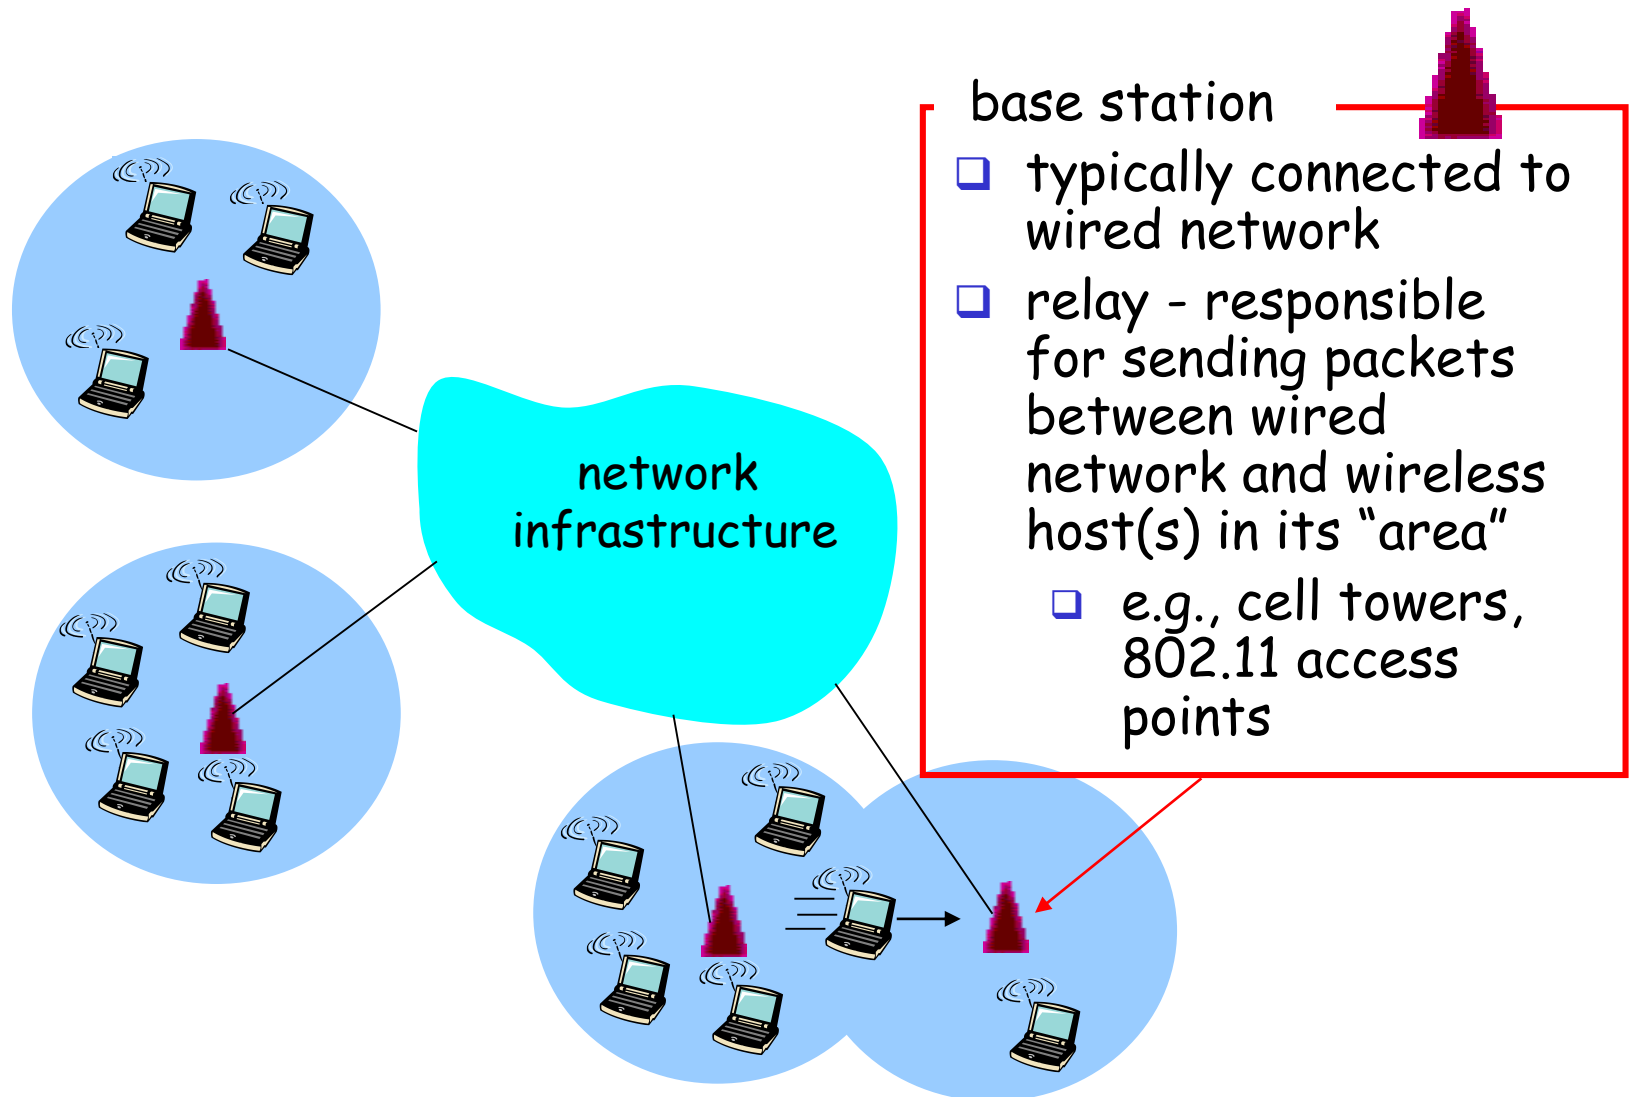 base station
❑ typically connected to
wired network
❑ relay - responsible
for sending packets
between wired
network and wireless
host(s) in its “area”
❑ e.g., cell towers,
802.11 access
points
network
infrastructure